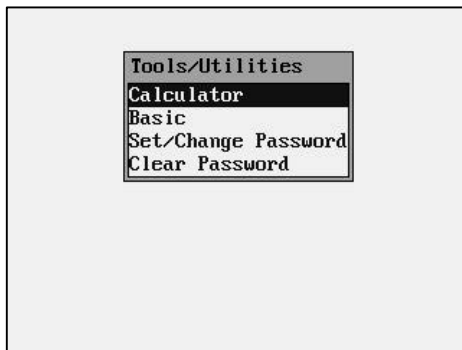 Tools/Utilities
Calculator
Basic
Set/Change Password
Clear Password